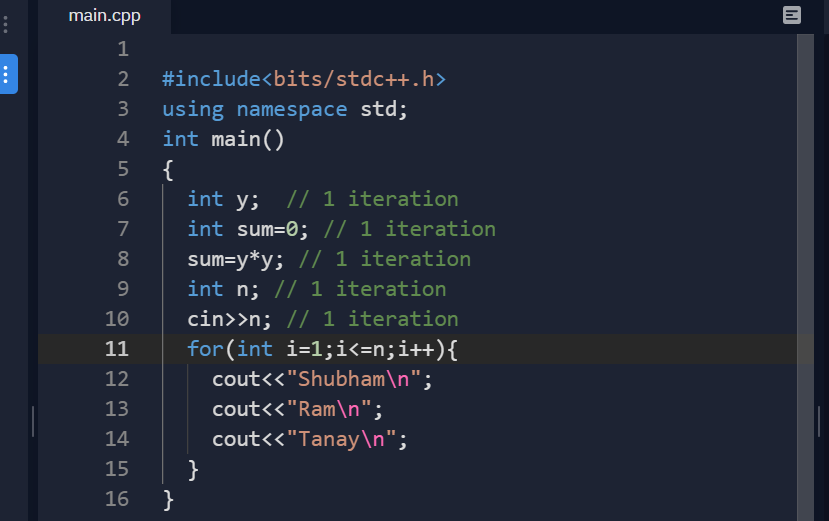 main.cpp
1
2 #include<bits/stdc++.h>
3 using namespace std;
4 int main()
5 {
6 int y;  // 1 iteration
7 int sum=0; // 1 iteration
8 sum=y*y; // 1 iteration
9 int n; // 1 iteration
10 cin>>n; // 1 iteration
11 for(int i=1;i<=n;i++){
12 cout<<"Shubham\n";
13 cout<<"Ram\n";
14 cout<<"Tanay\n";
15 }
16 }